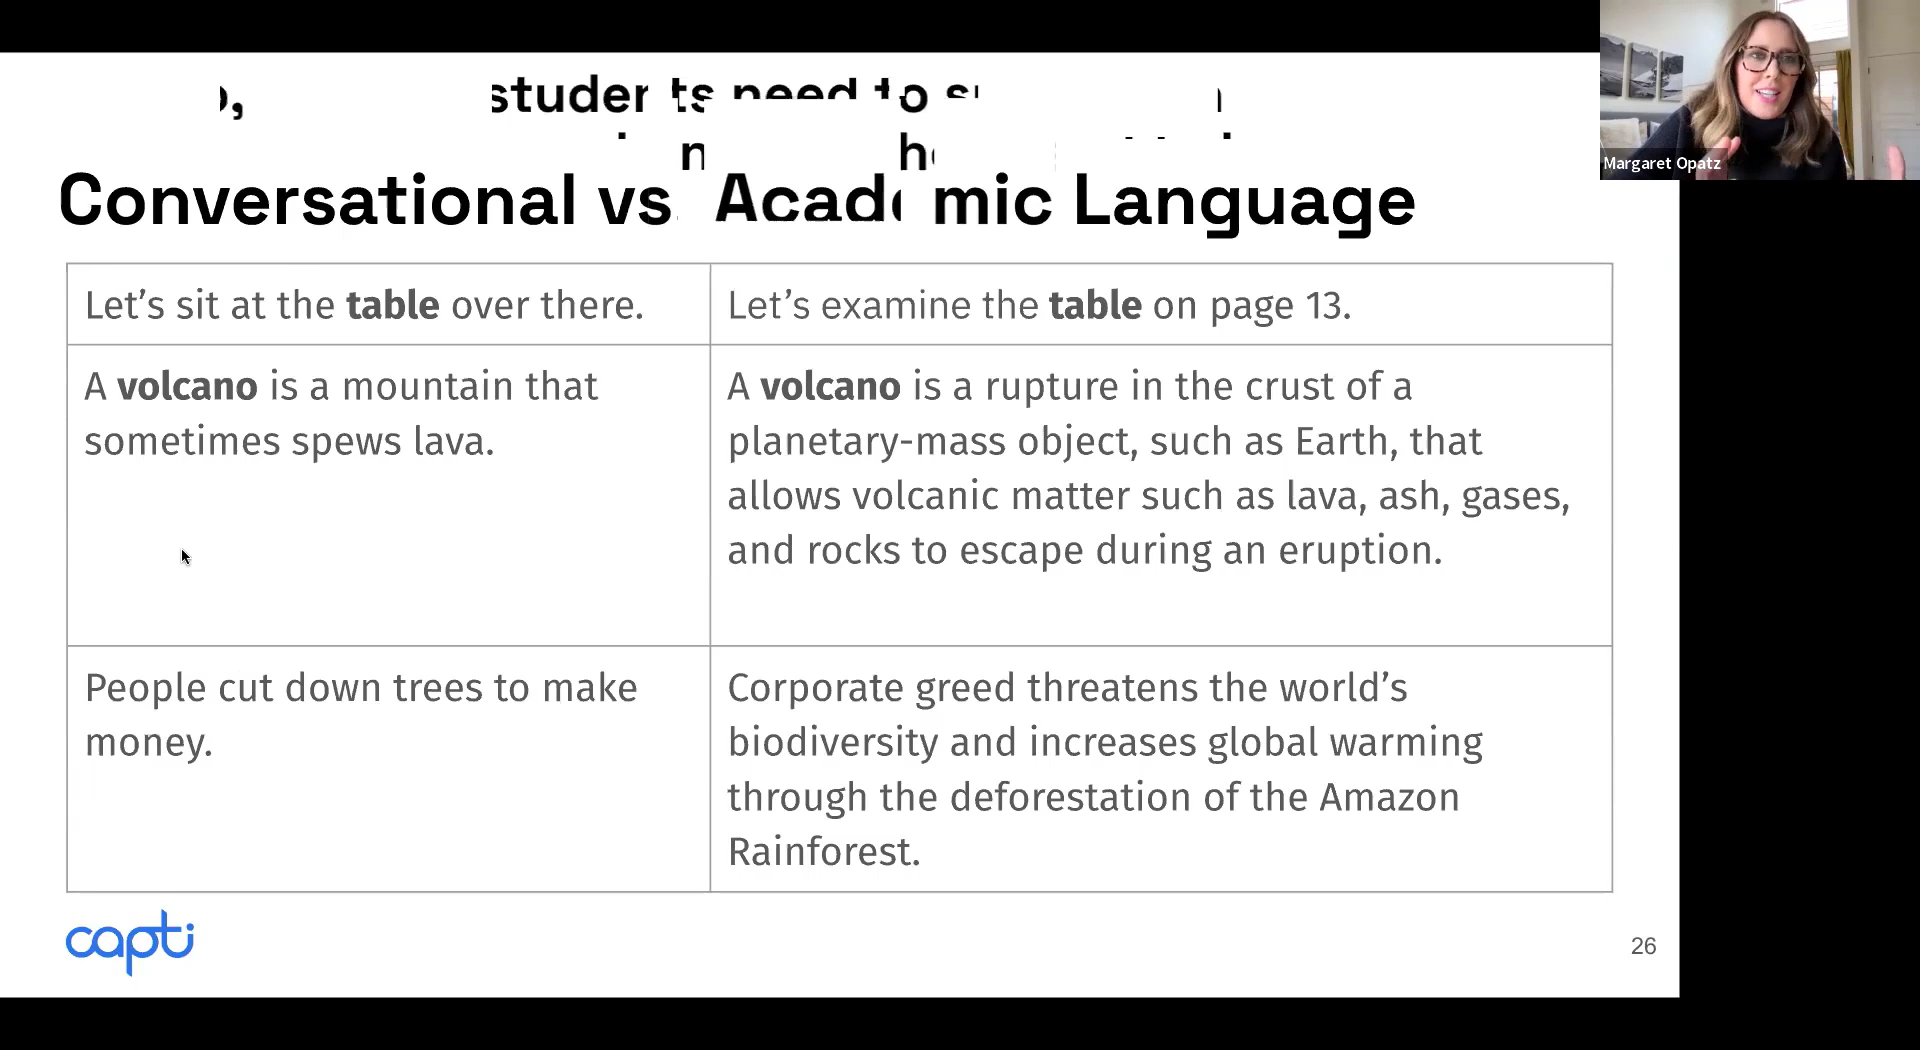 students need to
Conversational vs. Academic Language
Let's sit at the table over there.
Let's examine the table on page 13.
A volcano is a mountain that
sometimes spews lava.
A volcano is a rupture in the crust of a
planetary-mass object, such as Earth, that
allows volcanic matter such as lava, ash, gases,
and rocks to escape during an eruption.
People cut down trees to make
money.
Corporate greed threatens the world's
biodiversity and increases global warming
through the deforestation of the Amazon
Rainforest.
capti
26
Margaret Opatz